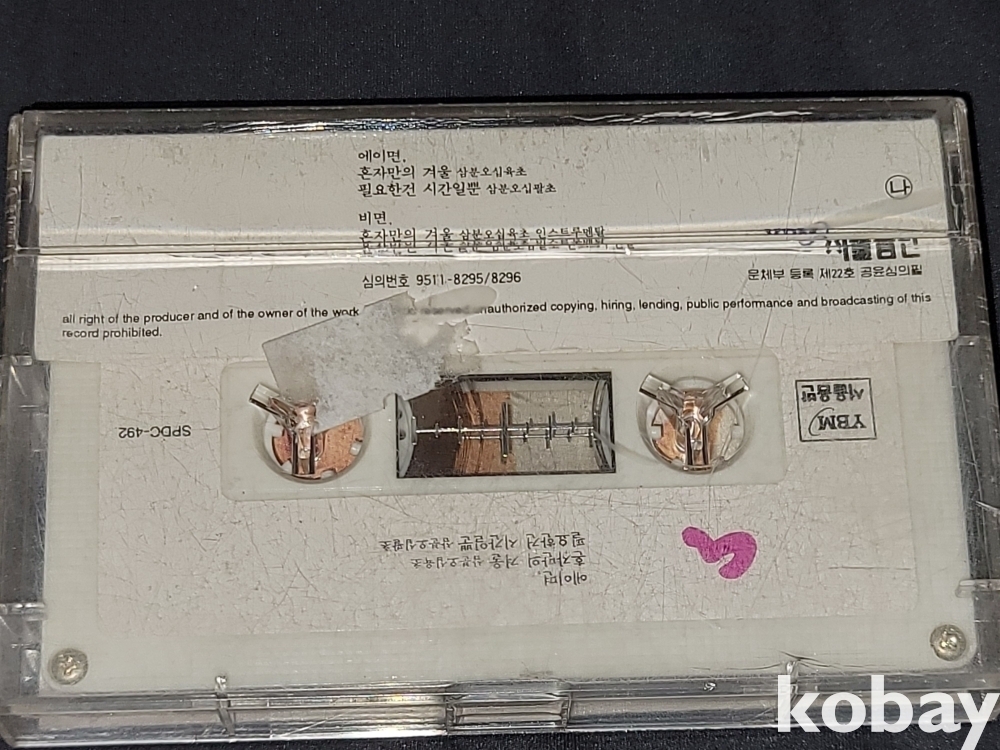 에이면.
혼자만의 겨울 삼분오십육초
필요한건 시간일뿐 삼분오십팔초
나
비면.
혼자만의 겨울 삼분오십육초 인스트루멘탈
서울음반
심의번호 9511-8295/8296
문체부 등록 제22호 공윤심의필
all right of the producer and of the owner of the work reserved. unauthorized copying, hiring, lending, public performance and broadcasting of this
record prohibited.
SPDC-492
YBM
서울음반
에이면.
혼자만의 겨울 삼분오십육초
필요한건 시간일뿐 삼분오십팔초
kobay